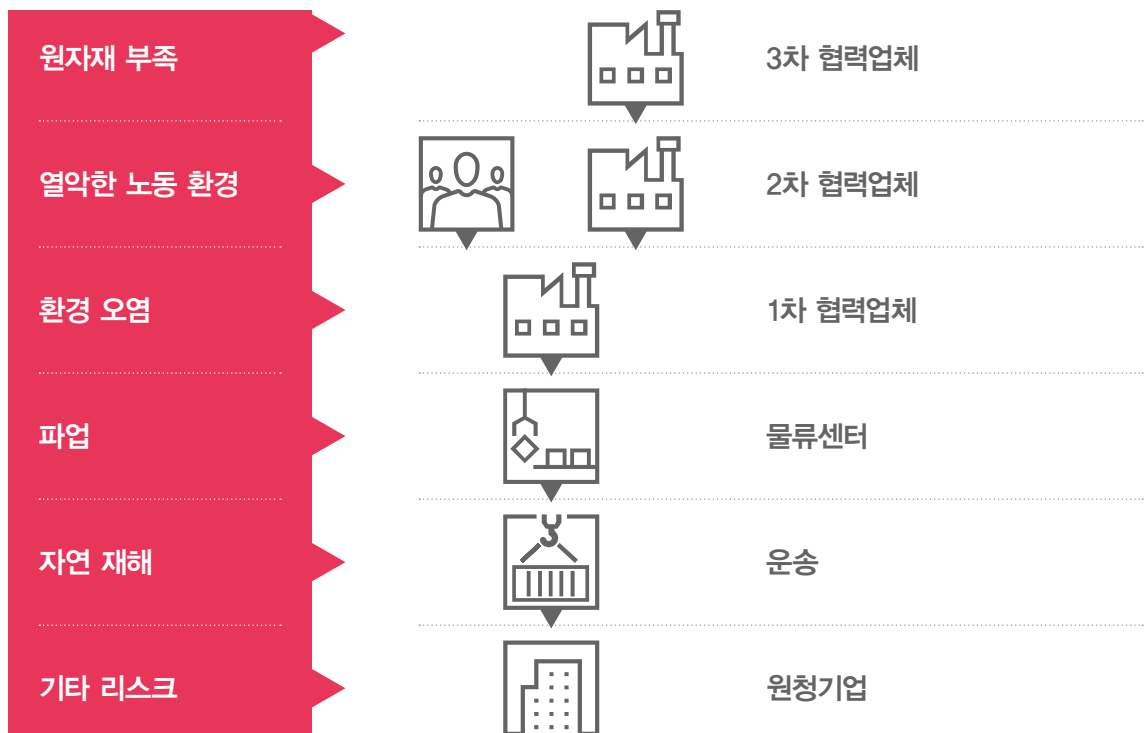 원자재 부족
3차 협력업체
열악한 노동 환경
2차 협력업체
환경 오염
1차 협력업체
파업
물류센터
자연 재해
운송
기타 리스크
원청기업